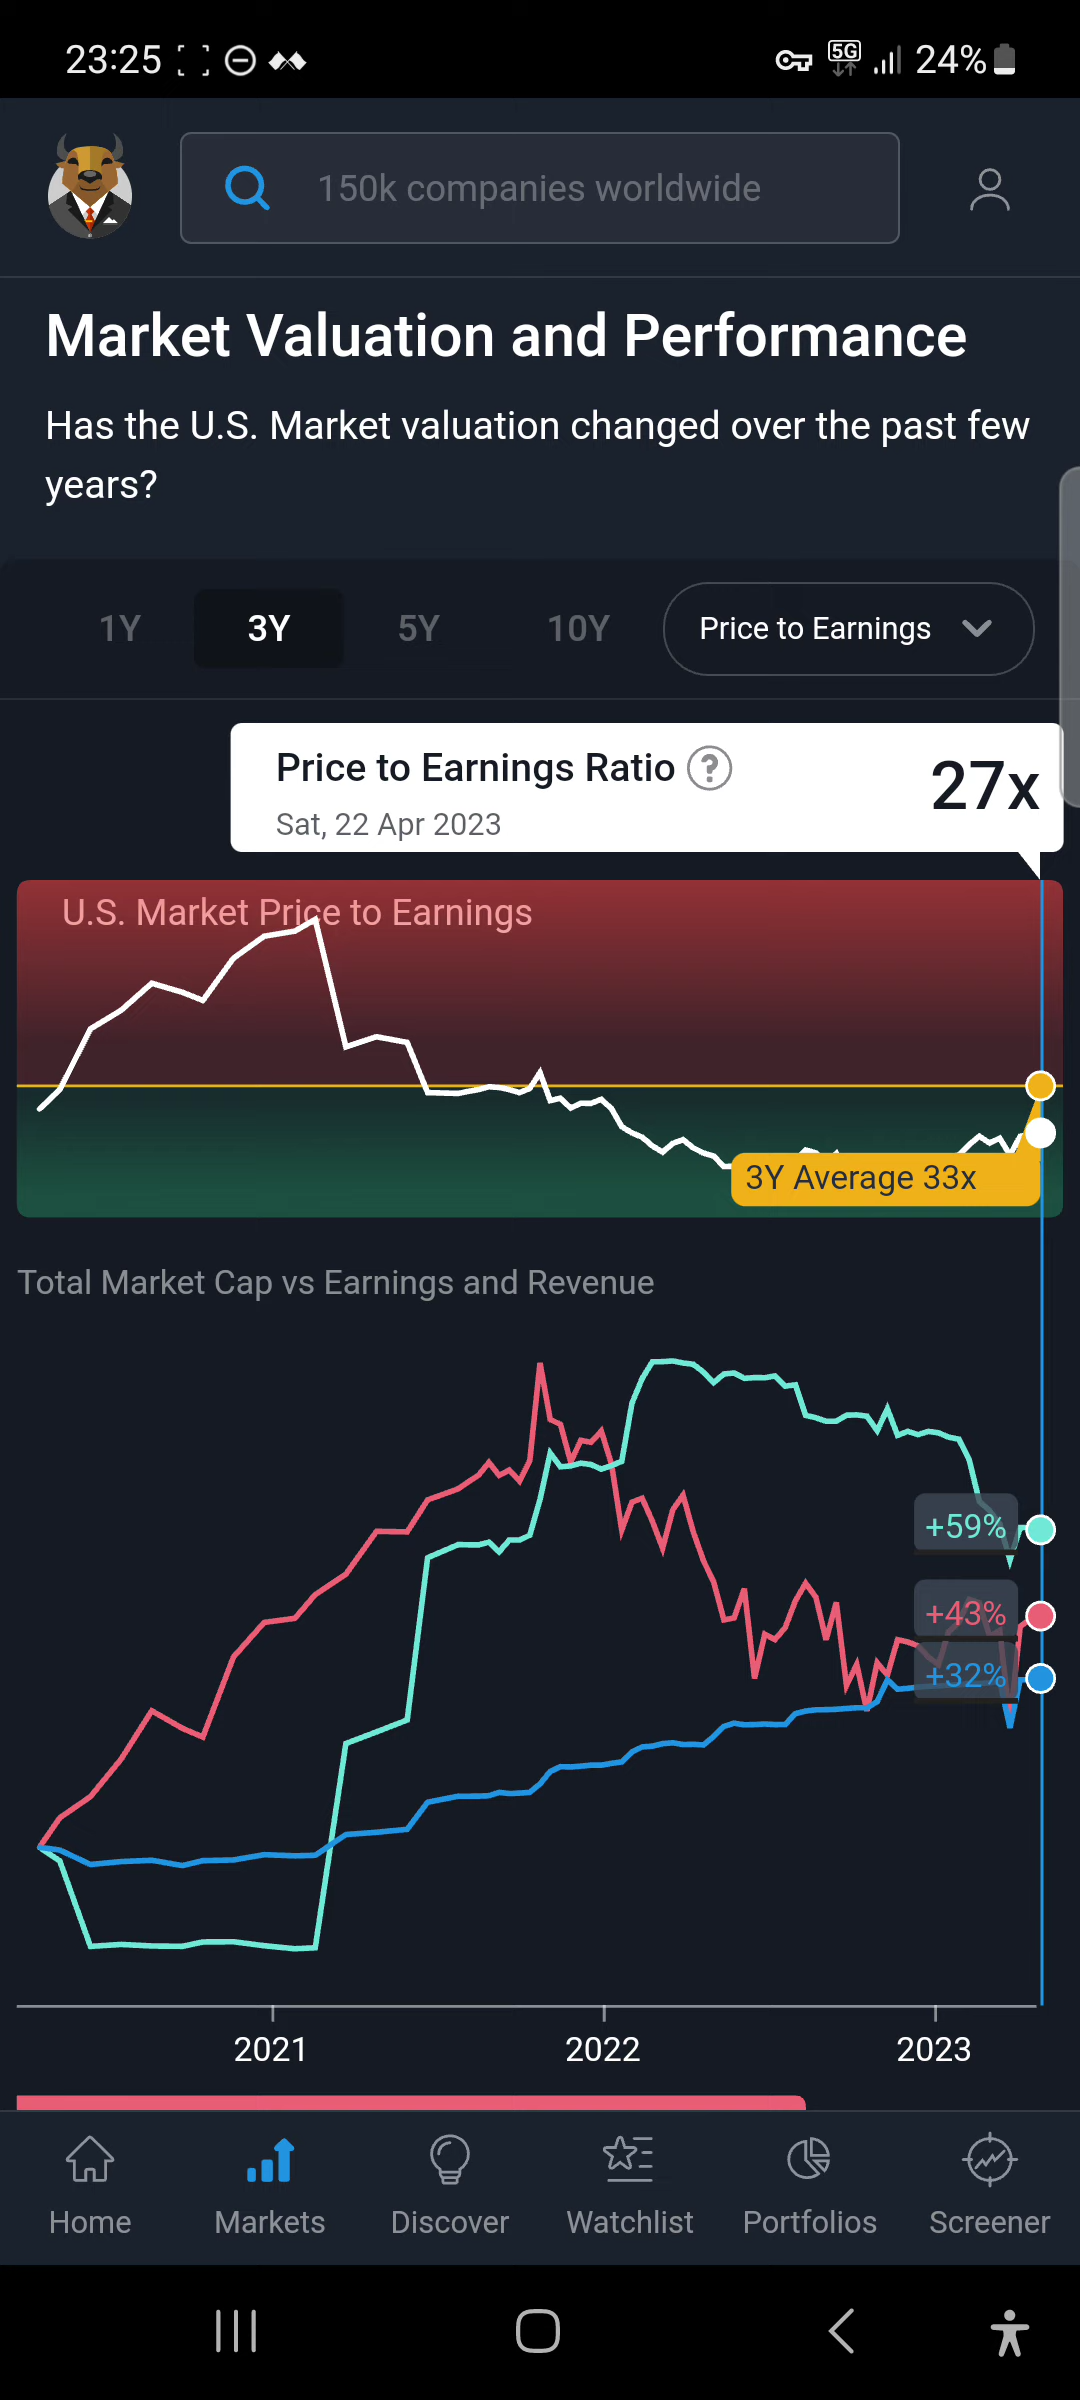 23:25
5G
24%
150k companies worldwide
Market Valuation and Performance
Has the U.S. Market valuation changed over the past few
years?
1Y 3Y 5Y 10Y Price to Earnings
Price to Earnings Ratio ?
27x
Sat, 22 Apr 2023
U.S. Market Price to Earnings
3Y Average 33x
Total Market Cap vs Earnings and Revenue
+59%
+43%
+32%
2021 2022 2023
Home Markets Discover Watchlist Portfolios Screener